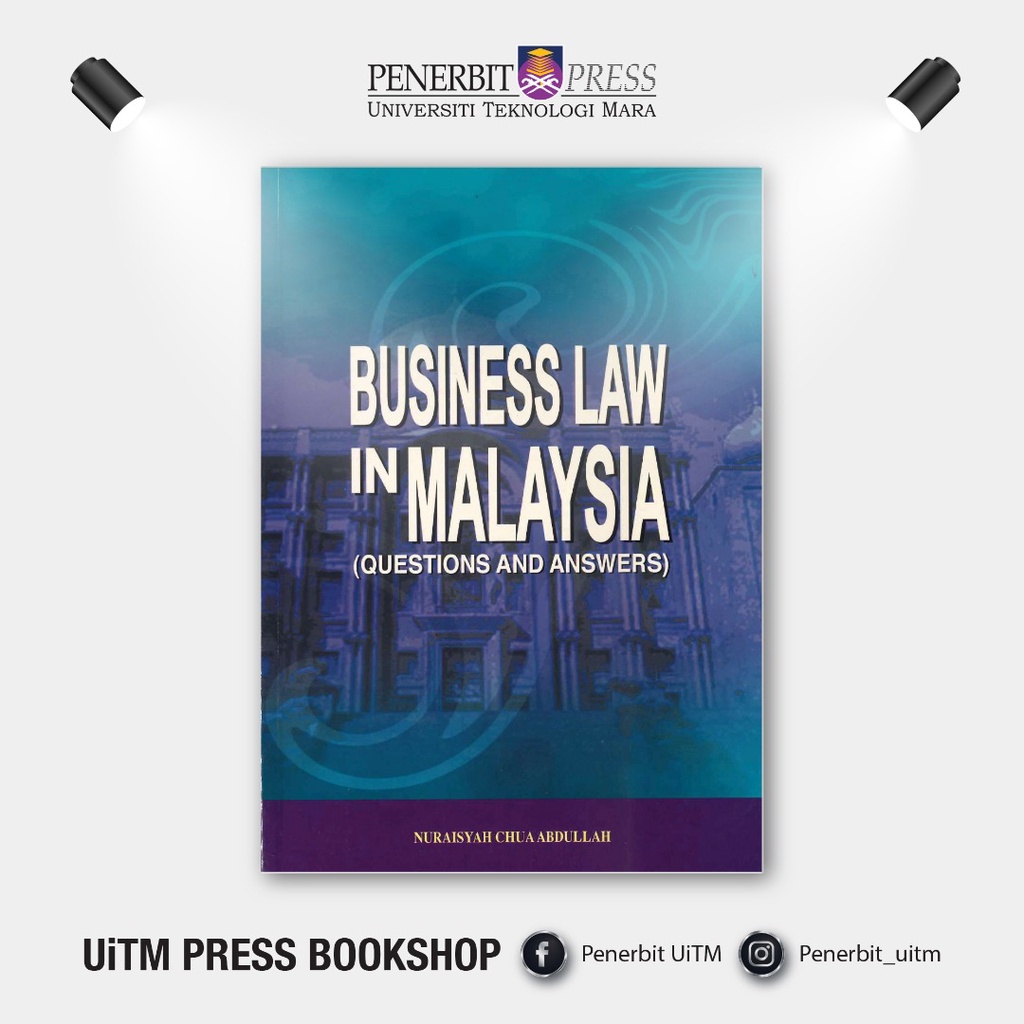 PENERBIT PRESS
UNIVERSITI TEKNOLOGI MARA
BUSINESS LAW
IN MALAYSIA
(QUESTIONS AND ANSWERS)
NURAISYAH CHUA ABDULLAH
UiTM PRESS BOOKSHOP Penerbit UiTM Penerbit_uitm